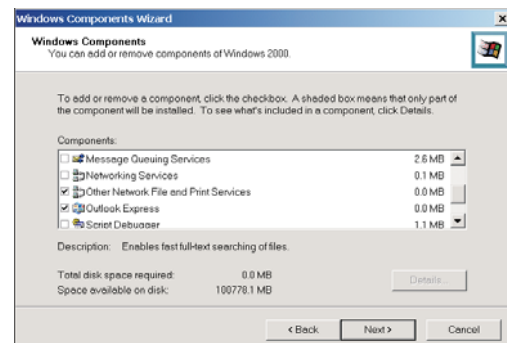 Windows Components Wizard
Windows Components
You can add or remove components of Windows 2000.
To add or remove a component, click the checkbox. A shaded box means that only part of
the component will be installed. To see what's included in a component, click Details.
Components:
Message Queuing Services 2.6 MB
Networking Services 0.1 MB
Other Network File and Print Services 0.0 MB
Outlook Express 0.0 MB
Script Debugger 1.1 MB
Description: Enables fast full-text searching of files.
Total disk space required: 0.0 MB
Space available on disk: 100778.1 MB
Details...
< Back Next > Cancel